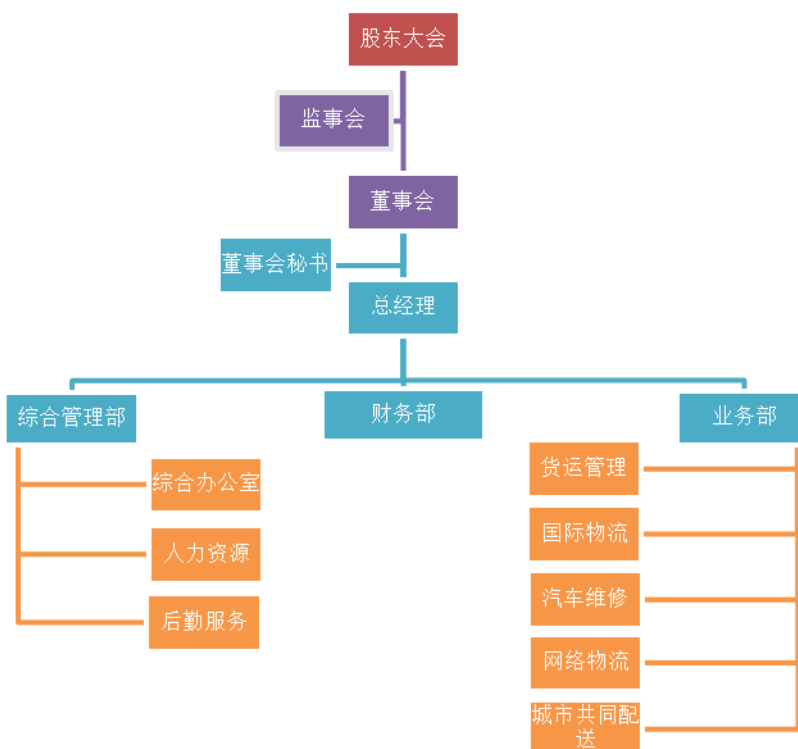 股东大会
监事会
董事会
董事会秘书
总经理
综合管理部
财务部
业务部
综合办公室
人力资源
后勤服务
货运管理
国际物流
汽车维修
网络物流
城市共同配
送